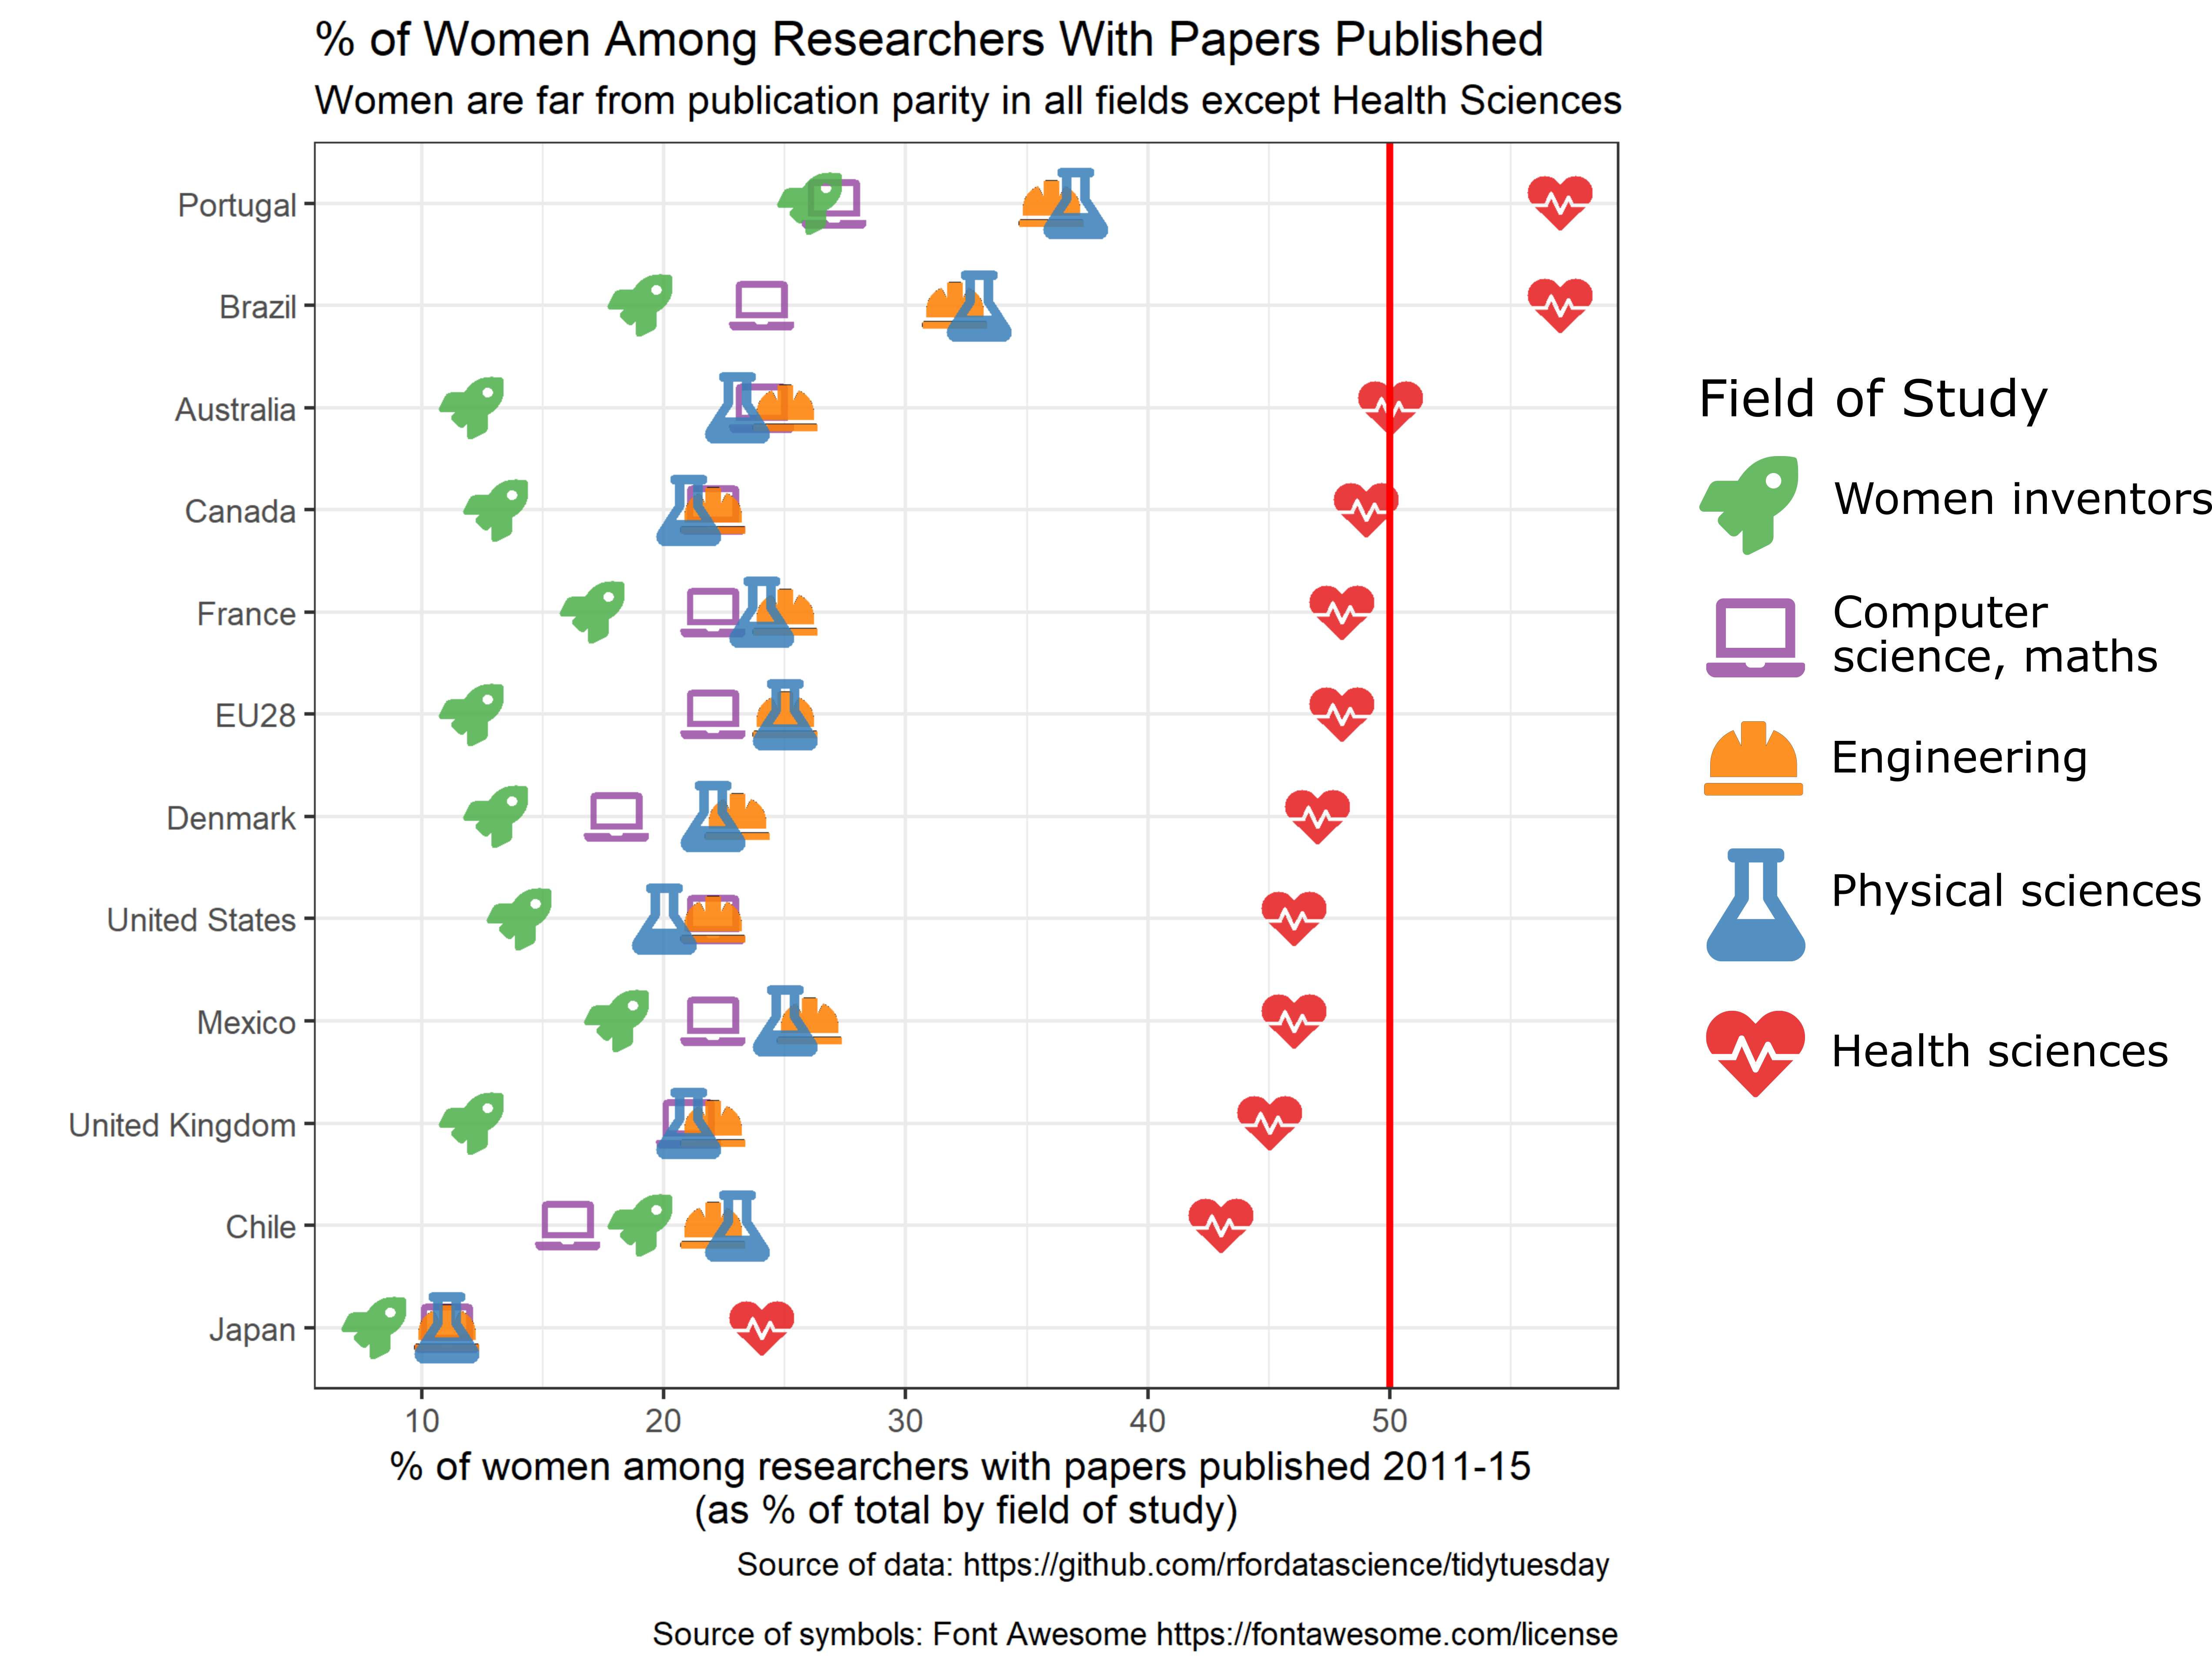 % of Women Among Researchers With Papers Published
Women are far from publication parity in all fields except Health Sciences
Portugal
Brazil
Australia
Canada
France
EU28
Denmark
United States
Mexico
United Kingdom
Chile
Japan
10 20 30 40 50
% of women among researchers with papers published 2011-15
(as % of total by field of study)
Source of data: https://github.com/rfordatascience/tidytuesday
Source of symbols: Font Awesome https://fontawesome.com/license
Field of Study
Women inventors
Computer
science, maths
Engineering
Physical sciences
Health sciences